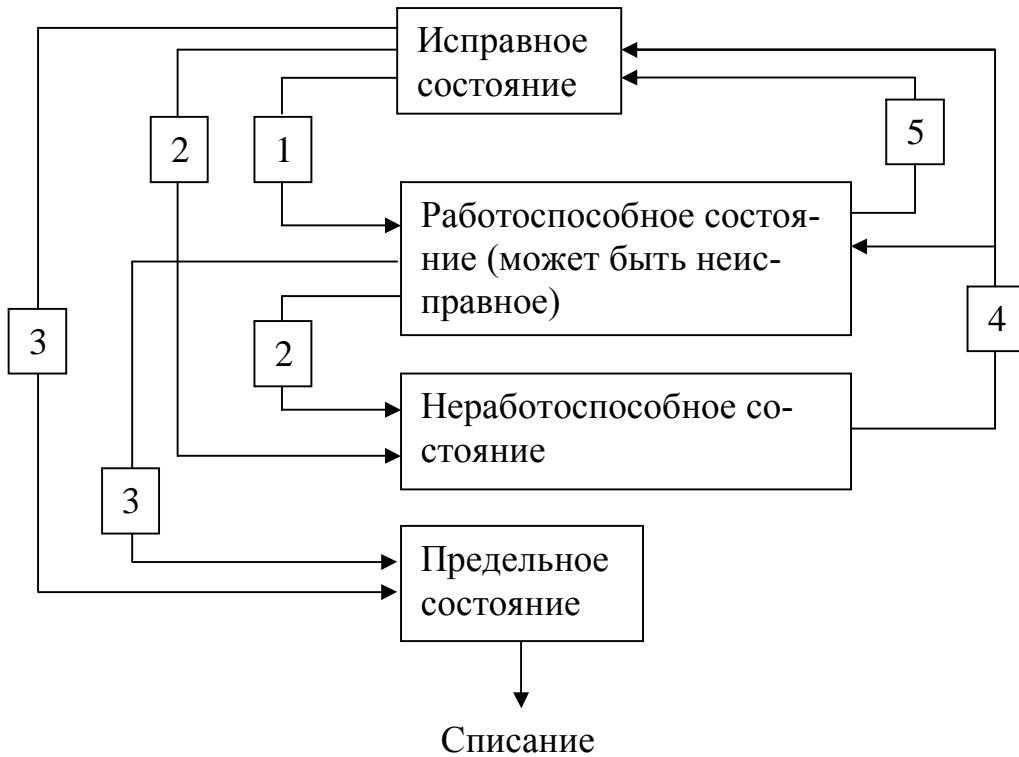 Исправное
состояние
2
1
5
Работоспособное состоя-
ние (может быть неис-
правное)
3
2
4
Неработоспособное со-
стояние
3
Предельное
состояние
Списание